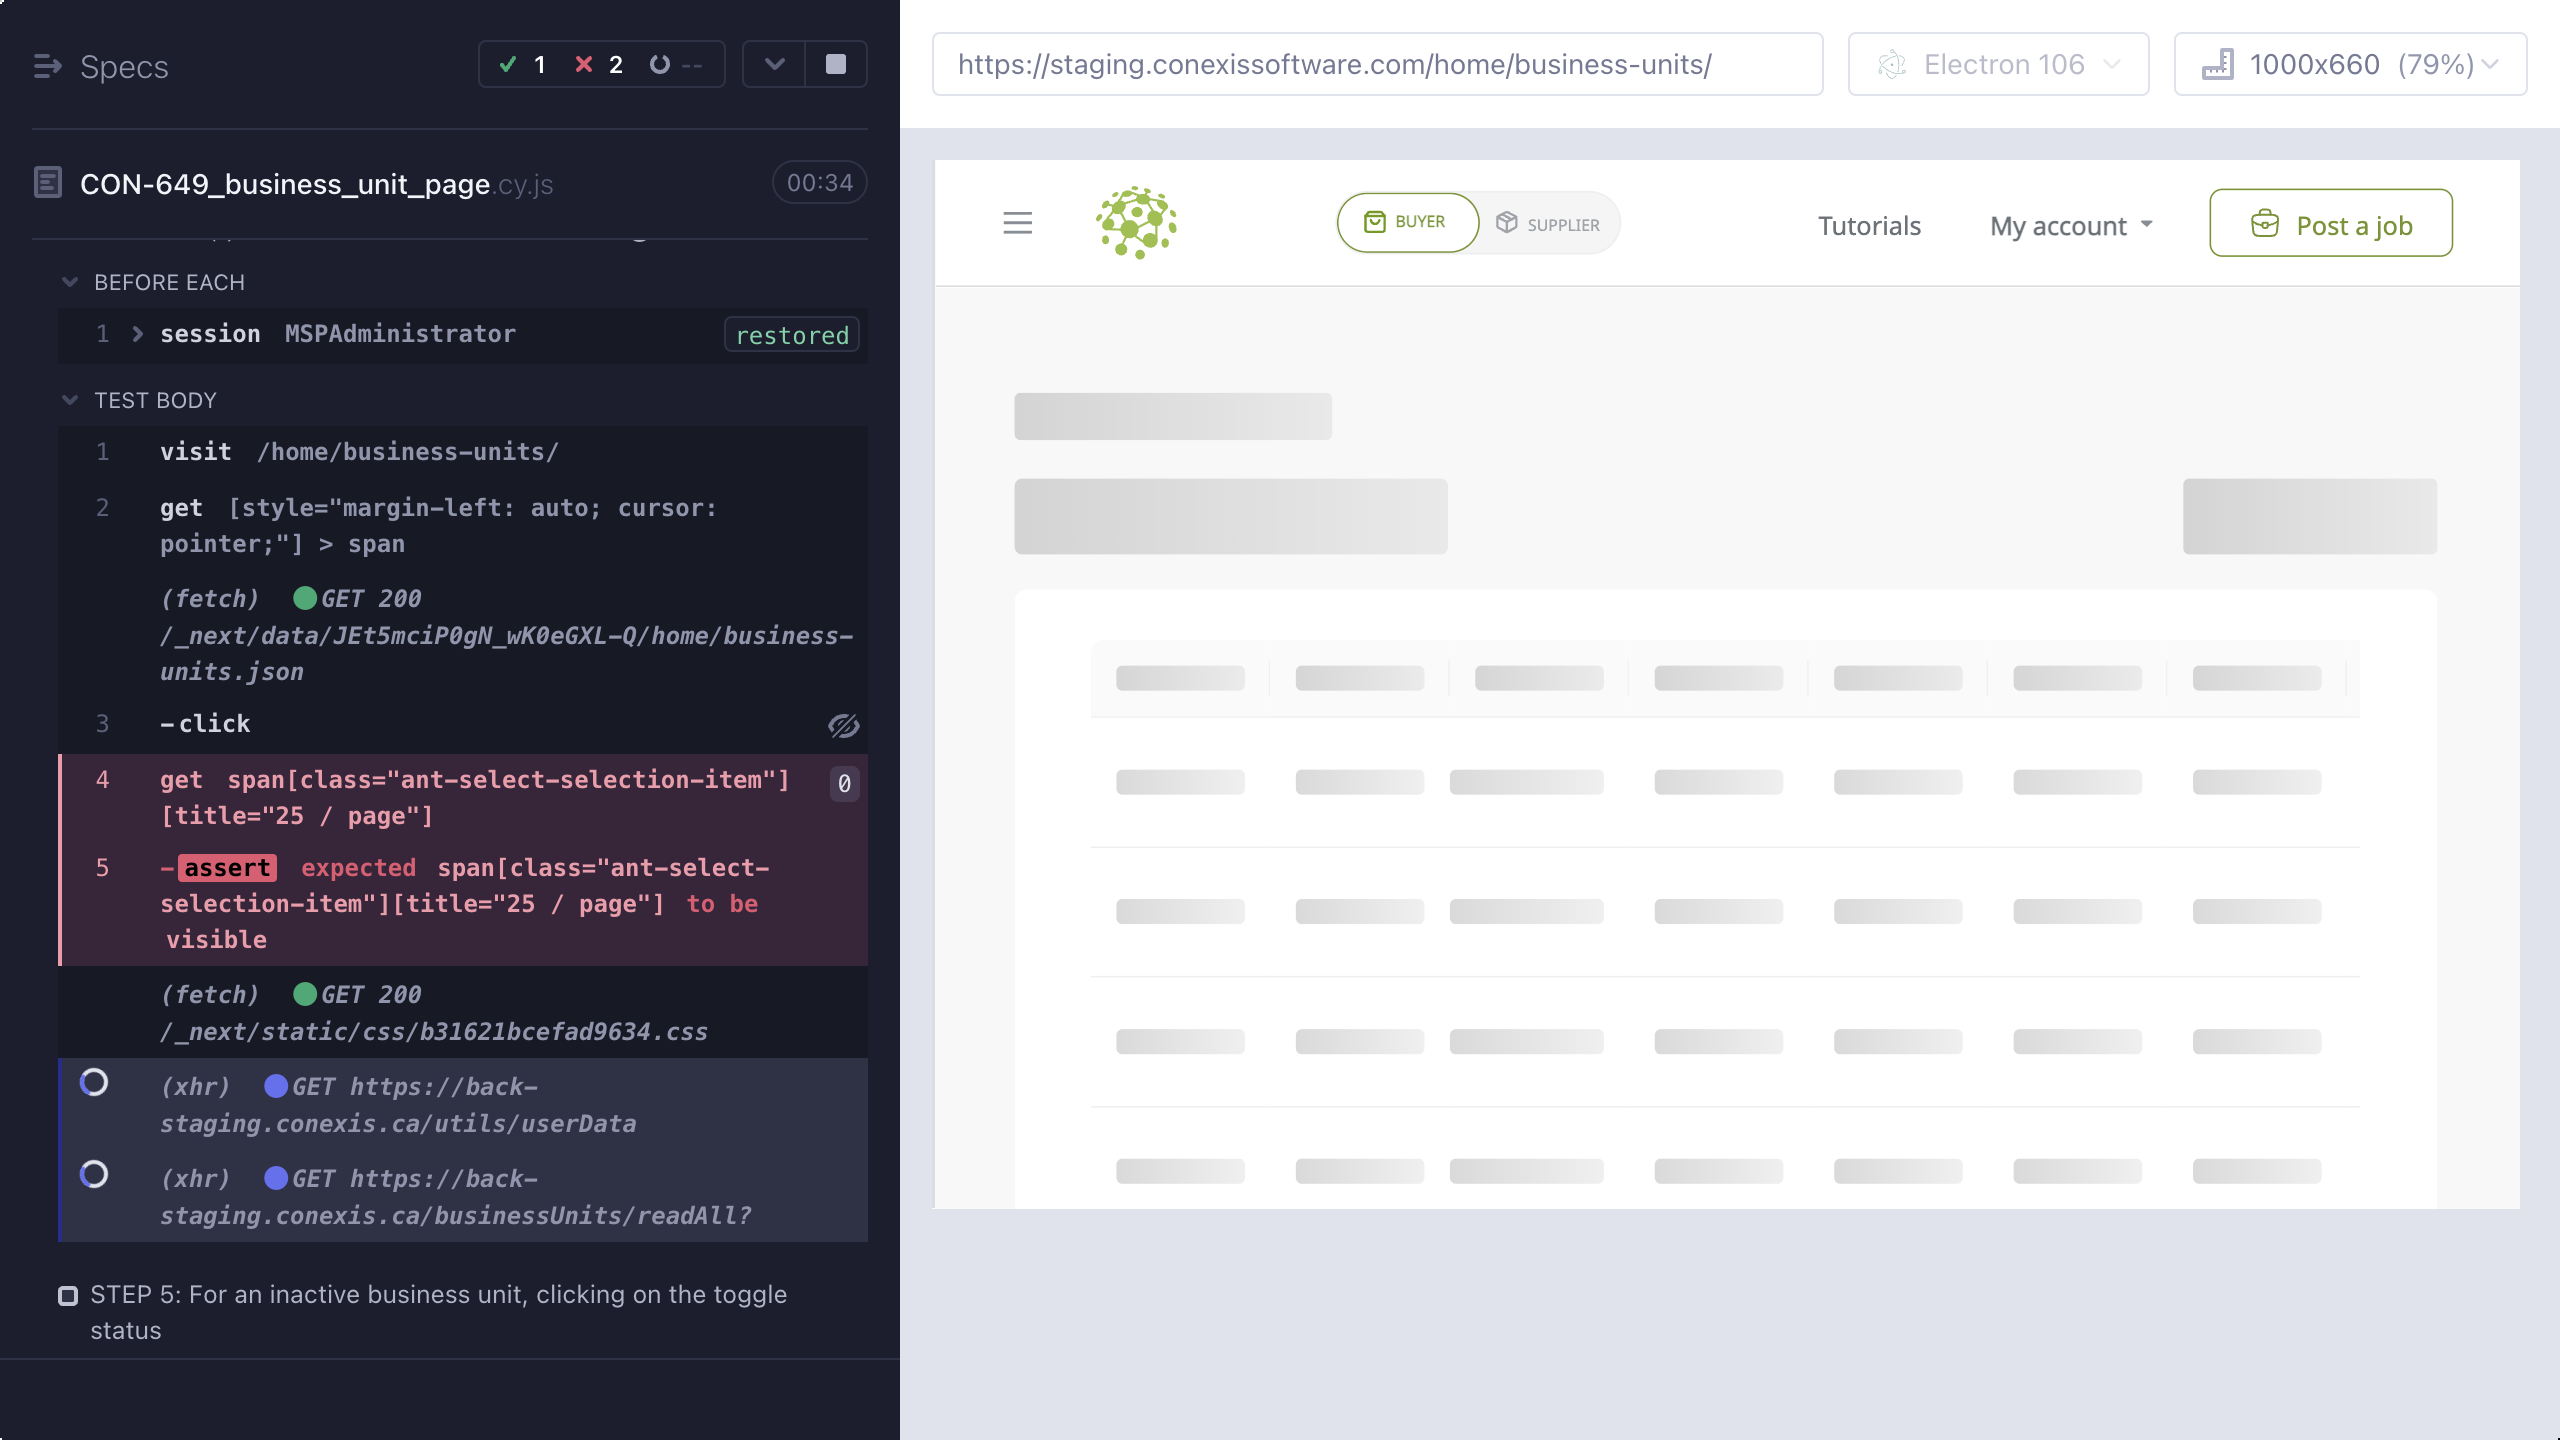 Specs
1
2
--
CON-649_business_unit_page.cy.js
00:34
BEFORE EACH
1 session MSPAdministrator
restored
TEST BODY
1 visit /home/business-units/
2 get [style="margin-left: auto; cursor:
pointer;"] > span
(fetch) GET 200
/_next/data/JEt5mciP0gN_wK0eGXL-Q/home/business-
units.json
3 -click
4 get span[class="ant-select-selection-item"]
0
[title="25 / page"]
5 -assert expected span[class="ant-select-
selection-item"][title="25 / page"] to be
visible
(fetch) GET 200
/_next/static/css/b31621bcefad9634.css
(xhr) GET https://back-
staging.conexis.ca/utils/userData
(xhr) GET https://back-
staging.conexis.ca/businessUnits/readAll?
STEP 5: For an inactive business unit, clicking on the toggle
status
https://staging.conexissoftware.com/home/business-units/
Electron 106
1000x660 (79%)
BUYER
SUPPLIER
Tutorials
My account
Post a job